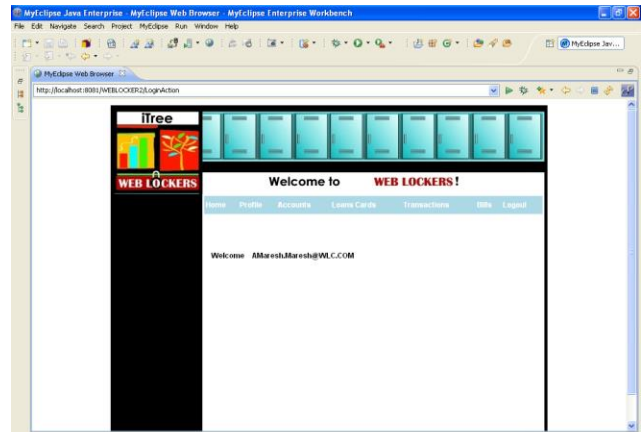 MyEclipse Java Enterprise - MyEclipse Web Browser - MyEclipse Enterprise Workbench
File Edit Navigate Search Project MyEclipse Run Window Help
MyEclipse Jav...
MyEclipse Web Browser
http://localhost:8081/WEBLOCKER2/LoginAction
iTree
WEB LOCKERS
Welcome to WEB LOCKERS!
Home Profile Accounts Loans Cards Transactions Bills Logout
Welcome AMaresh.Maresh@WLC.COM